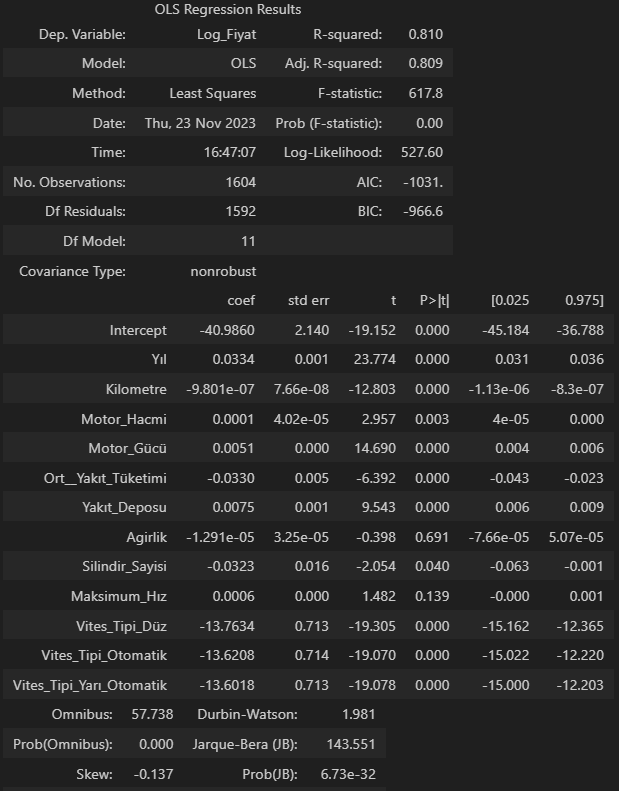 OLS Regression Results
Dep. Variable: Log_Fiyat R-squared: 0.810
Model: OLS Adj. R-squared: 0.809
Method: Least Squares F-statistic: 617.8
Date: Thu, 23 Nov 2023 Prob (F-statistic): 0.00
Time: 16:47:07 Log-Likelihood: 527.60
No. Observations: 1604 AIC: -1031.
Df Residuals: 1592 BIC: -966.6
Df Model: 11
Covariance Type: nonrobust
coef std err t P>|t| [0.025 0.975]
Intercept -40.9860 2.140 -19.152 0.000 -45.184 -36.788
Yıl 0.0334 0.001 23.774 0.000 0.031 0.036
Kilometre -9.801e-07 7.66e-08 -12.803 0.000 -1.13e-06 -8.3e-07
Motor_Hacmi 0.0001 4.02e-05 2.957 0.003 4e-05 0.000
Motor_Gücü 0.0051 0.000 14.690 0.000 0.004 0.006
Ort__Yakıt_Tüketimi -0.0330 0.005 -6.392 0.000 -0.043 -0.023
Yakıt_Deposu 0.0075 0.001 9.543 0.000 0.006 0.009
Agirlik -1.291e-05 3.25e-05 -0.398 0.691 -7.66e-05 5.07e-05
Silindir_Sayisi -0.0323 0.016 -2.054 0.040 -0.063 -0.001
Maksimum_Hız 0.0006 0.000 1.482 0.139 -0.000 0.001
Vites_Tipi_Düz -13.7634 0.713 -19.305 0.000 -15.162 -12.365
Vites_Tipi_Otomatik -13.6208 0.714 -19.070 0.000 -15.022 -12.220
Vites_Tipi_Yarı_Otomatik -13.6018 0.713 -19.078 0.000 -15.000 -12.203
Omnibus: 57.738 Durbin-Watson: 1.981
Prob(Omnibus): 0.000 Jarque-Bera (JB): 143.551
Skew: -0.137 Prob(JB): 6.73e-32